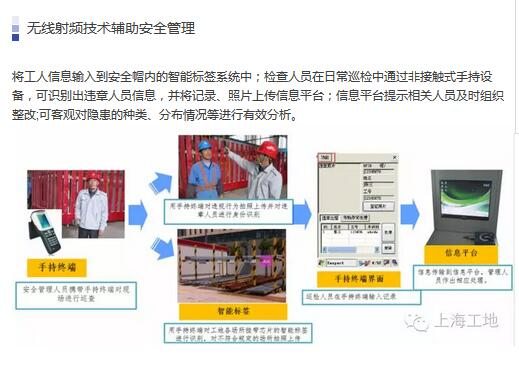 无线射频技术辅助安全管理
将工人信息输入到安全帽内的智能标签系统中；检查人员在日常巡检中通过非接触式手持设
备，可识别出违章人员信息，并将记录、照片上传信息平台；信息平台提示相关人员及时组织
整改;可客观对隐患的种类、分布情况等进行有效分析。
手持终端
安全管理人员携带手持终端对现
场进行巡查
用手持终端对违规行为拍照上传并对违
章人员进行身份识别
智能标签
用手持终端对工地各场所挂带芯片的智能标签
进行识别，对不符合规定的场所拍照上传
手持终端界面
巡检人员在手持终端输入记录
信息平台
信息传输到信息平台，管理人
员作出相应处理。
上海工地